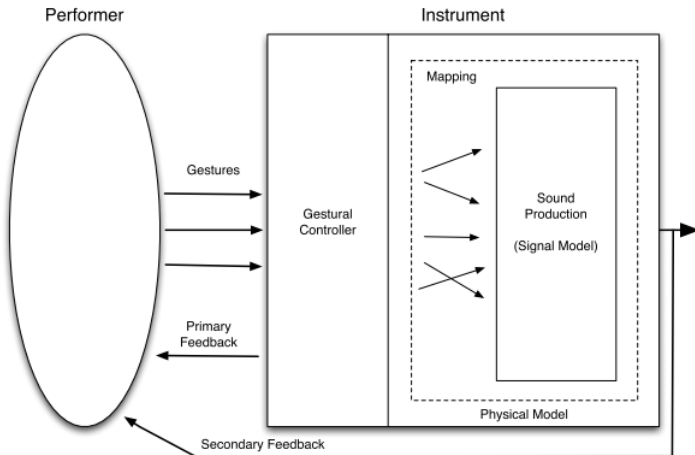 Performer
Instrument
Mapping
Gestures
Gestural
Controller
Sound
Production
(Signal Model)
Primary
Feedback
Physical Model
Secondary Feedback